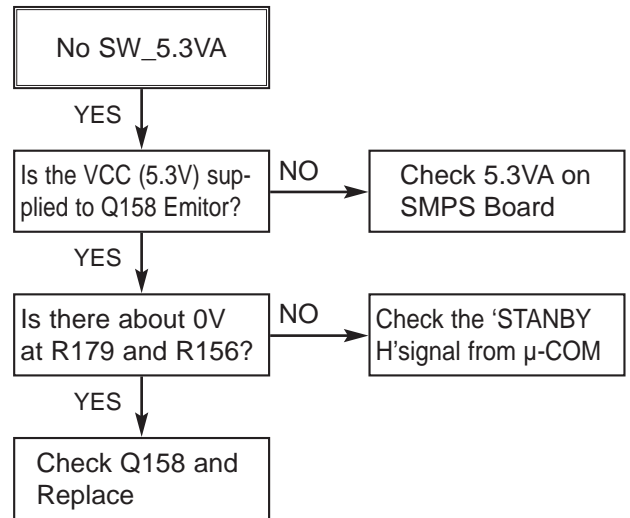 No SW_5.3VA
YES
Is the VCC (5.3V) sup-
plied to Q158 Emitor?
NO
Check 5.3VA on
SMPS Board
YES
Is there about 0V
at R179 and R156?
NO
Check the ‘STANBY
H’signal from µ-COM
YES
Check Q158 and
Replace